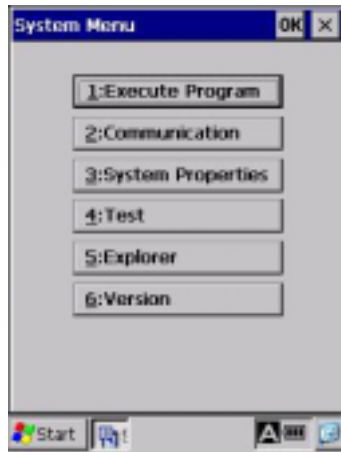 System Menu OK ×
1:Execute Program
2:Communication
3:System Properties
4:Test
5:Explorer
6:Version
Start A